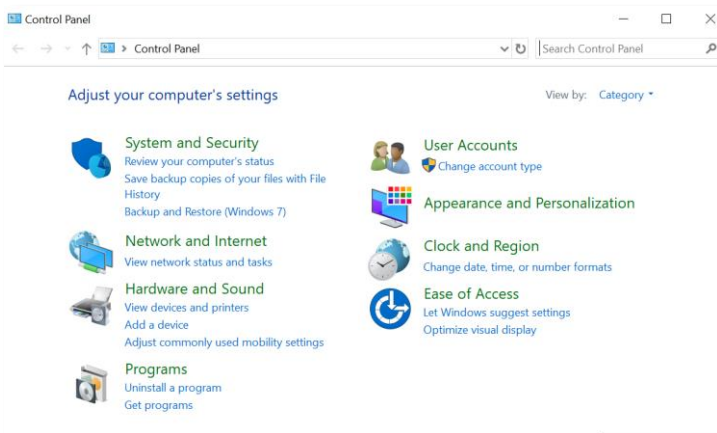 Control Panel
Control Panel
Search Control Panel
Adjust your computer's settings
View by: Category
System and Security
Review your computer's status
Save backup copies of your files with File
History
Backup and Restore (Windows 7)
Network and Internet
View network status and tasks
Hardware and Sound
View devices and printers
Add a device
Adjust commonly used mobility settings
Programs
Uninstall a program
Get programs
User Accounts
Change account type
Appearance and Personalization
Clock and Region
Change date, time, or number formats
Ease of Access
Let Windows suggest settings
Optimize visual display